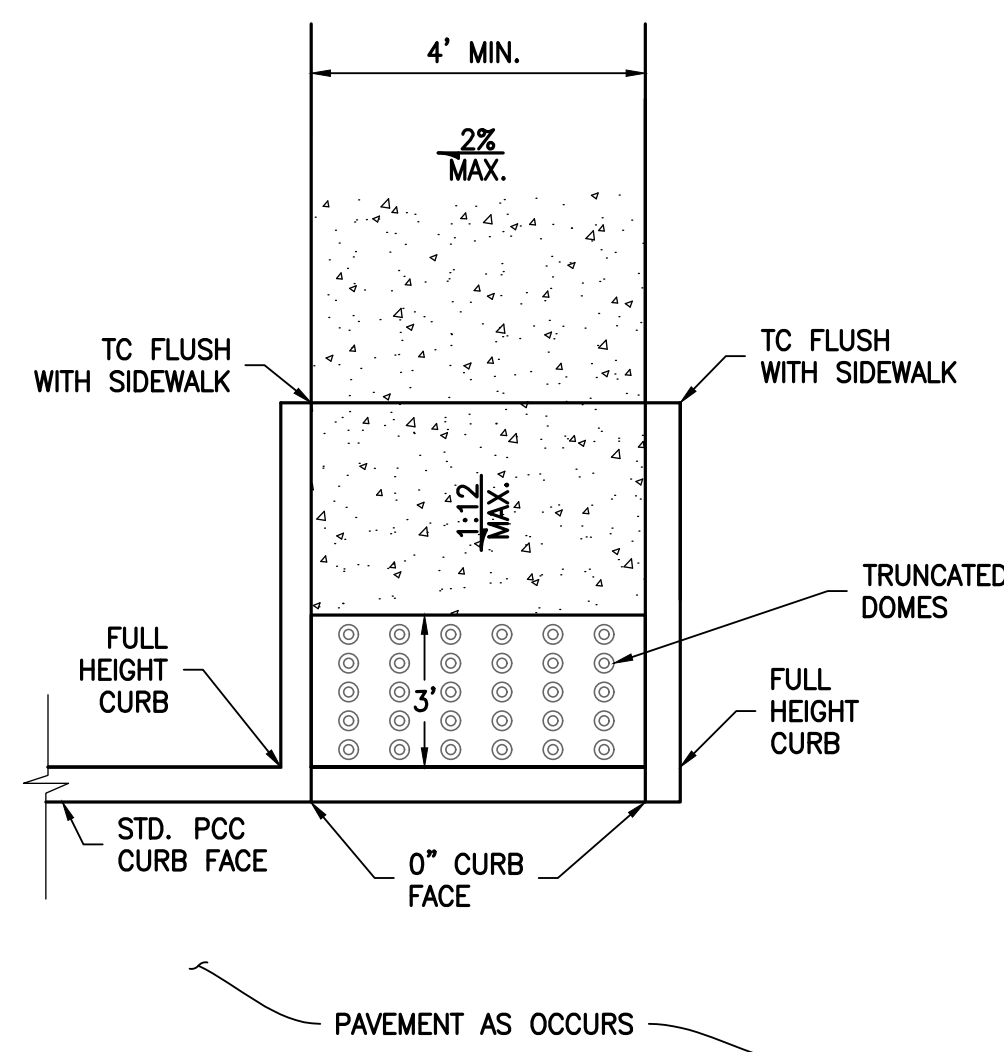 4' MIN.
2%
MAX.
TC FLUSH
WITH SIDEWALK
TC FLUSH
WITH SIDEWALK
1:12
MAX.
TRUNCATED
DOMES
FULL
HEIGHT
CURB
3'
FULL
HEIGHT
CURB
STD. PCC
CURB FACE
0" CURB
FACE
PAVEMENT AS OCCURS